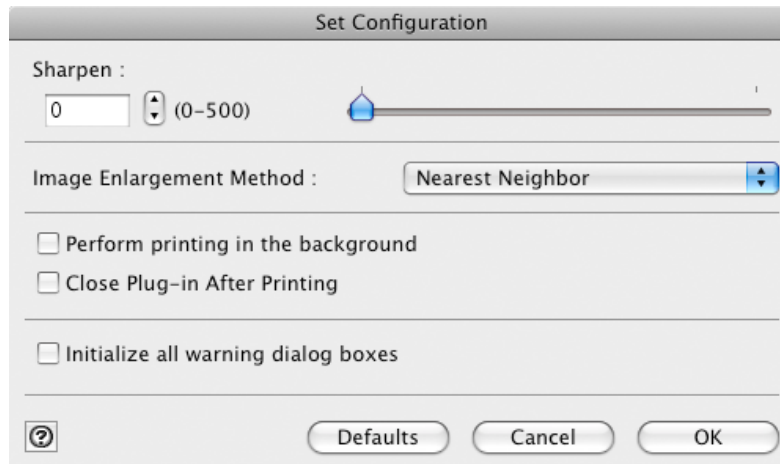 Set Configuration
Sharpen :
0 (0-500)
Image Enlargement Method : Nearest Neighbor
Perform printing in the background
Close Plug-in After Printing
Initialize all warning dialog boxes
? Defaults Cancel OK